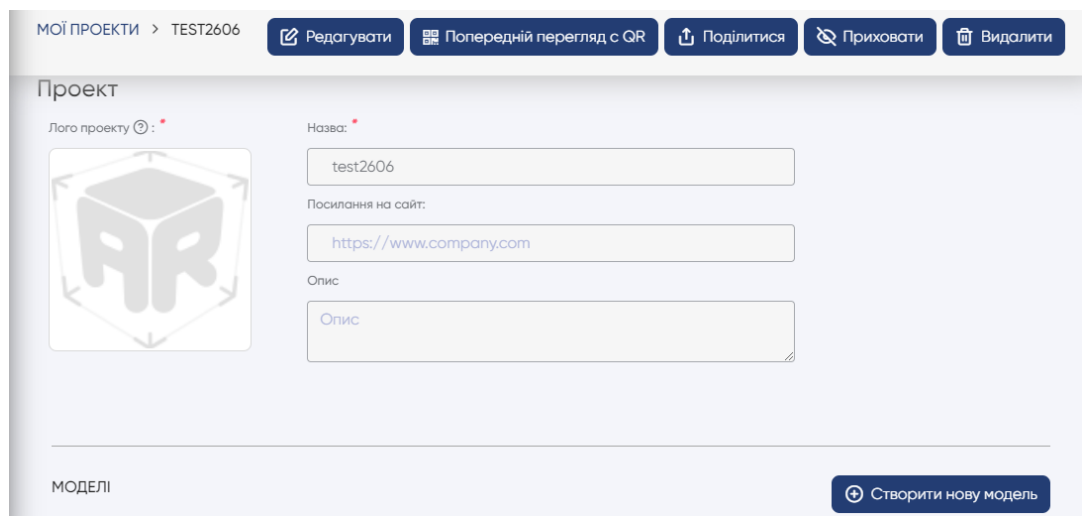 МОЇ ПРОЕКТИ > TEST2606
Редагувати
Попередній перегляд с QR
Поділитися
Приховати
Видалити
Проект
Лого проекту ? : *
Назва: *
AR
test2606
Посилання на сайт:
https://www.company.com
Опис
Опис
МОДЕЛІ
Створити нову модель